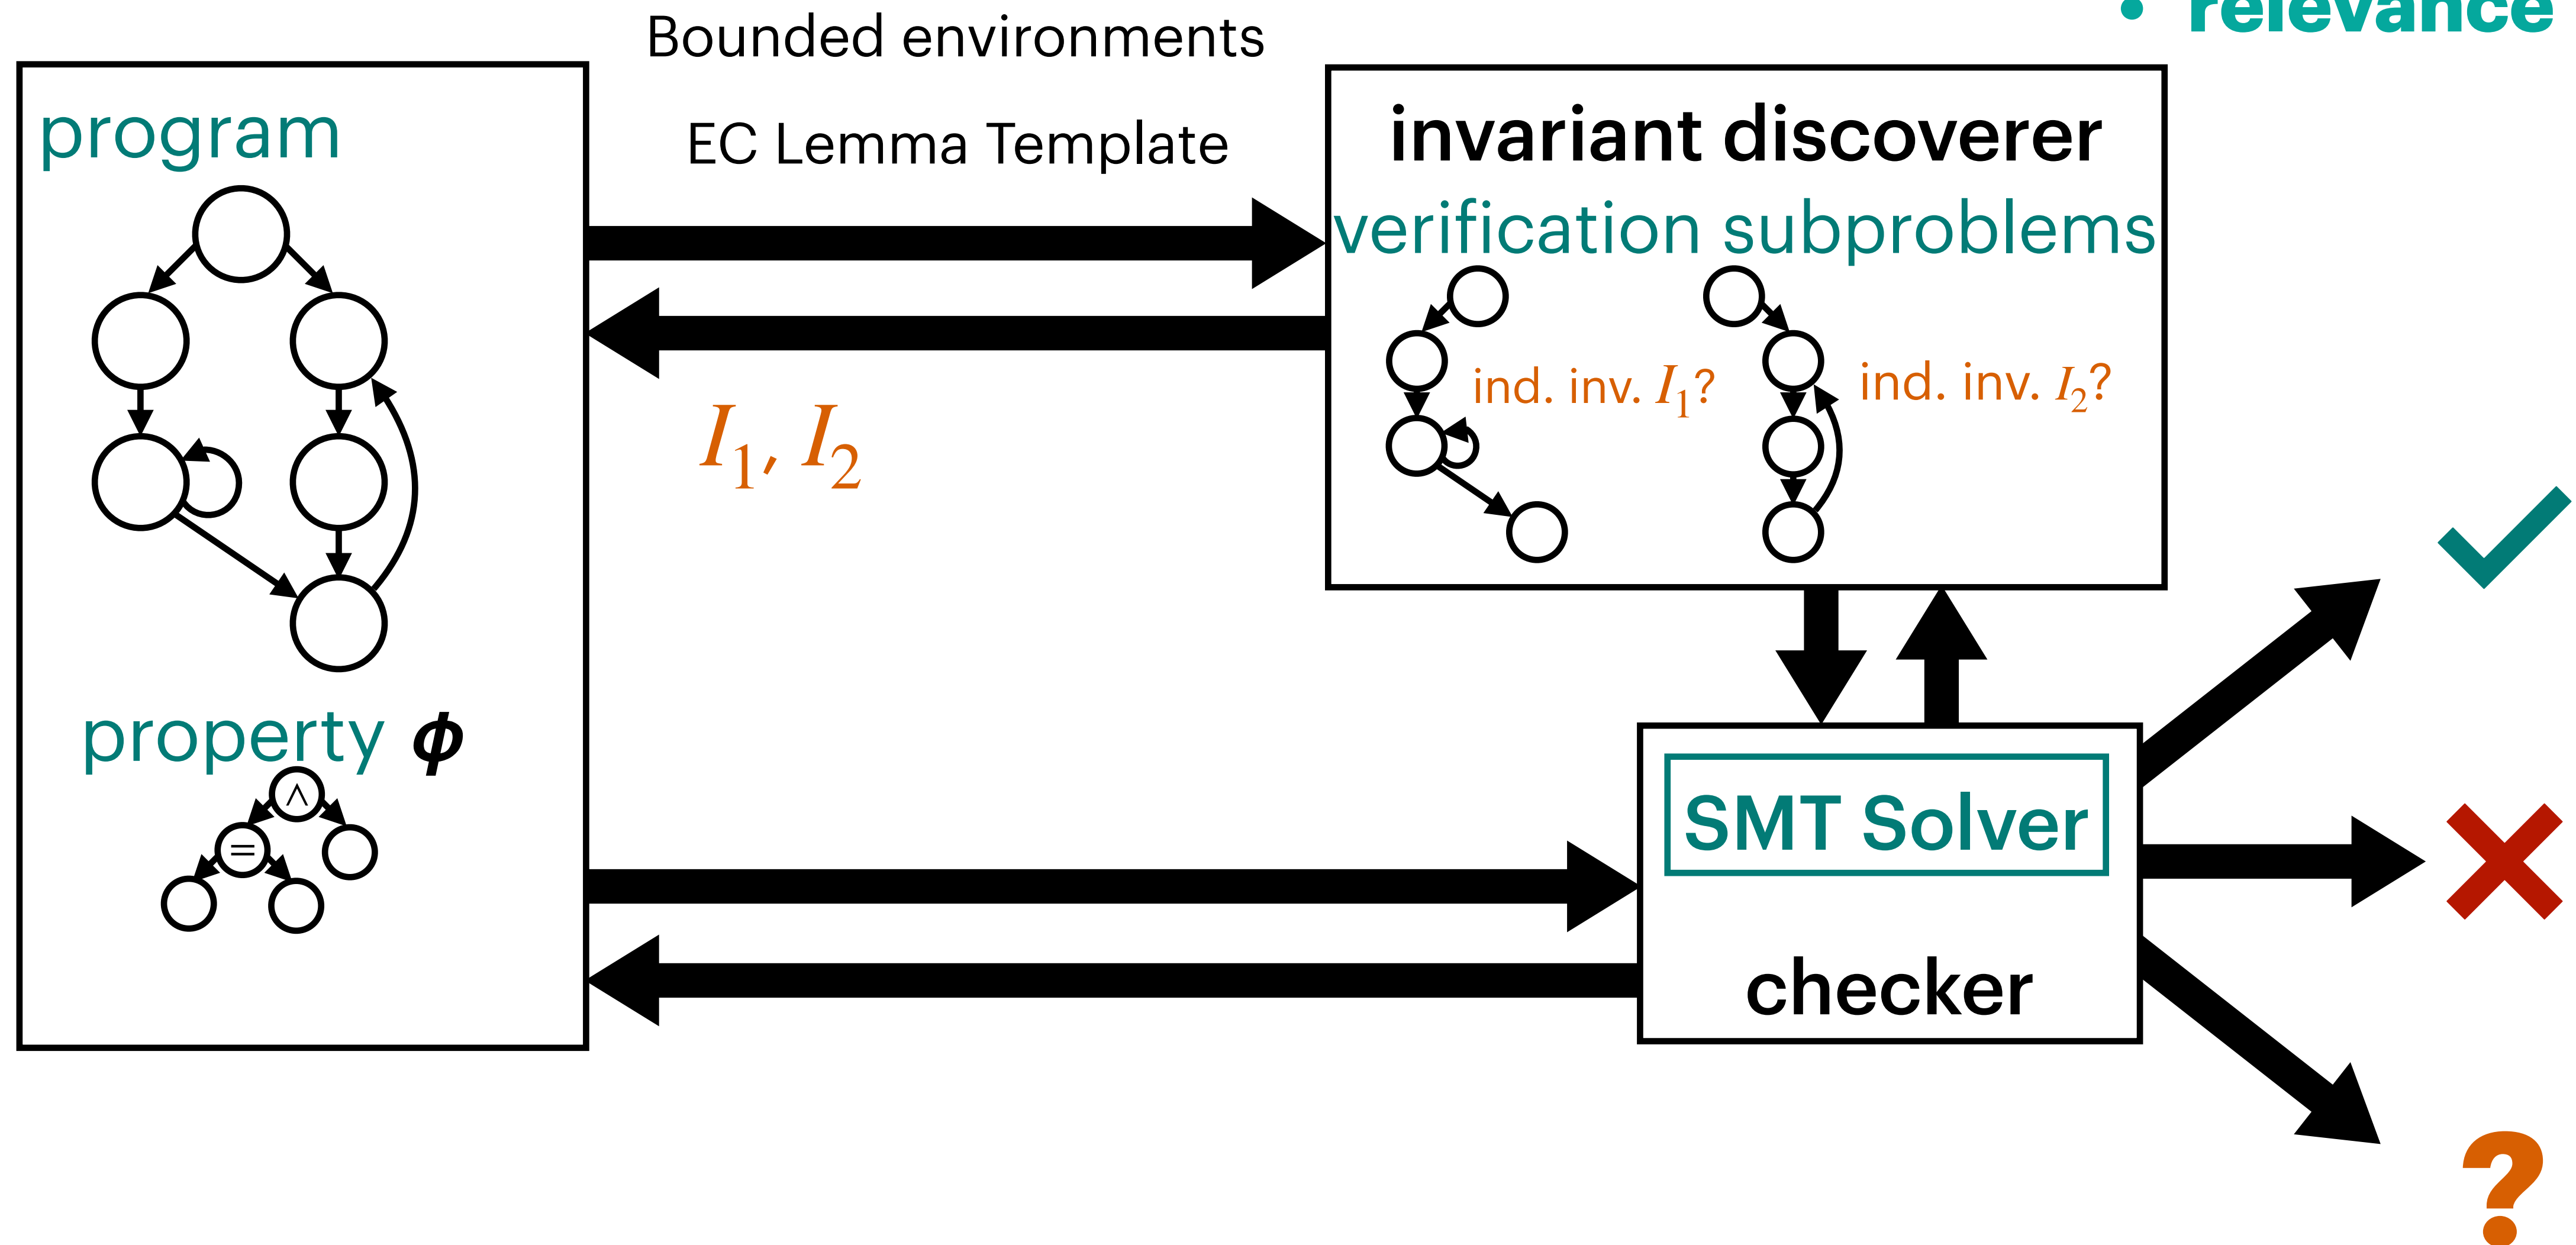 • relevance
Bounded environments
EC Lemma Template
program
property ϕ
∧
=
I₁, I₂
invariant discoverer
verification subproblems
ind. inv. I₁?
ind. inv. I₂?
SMT Solver
checker
?